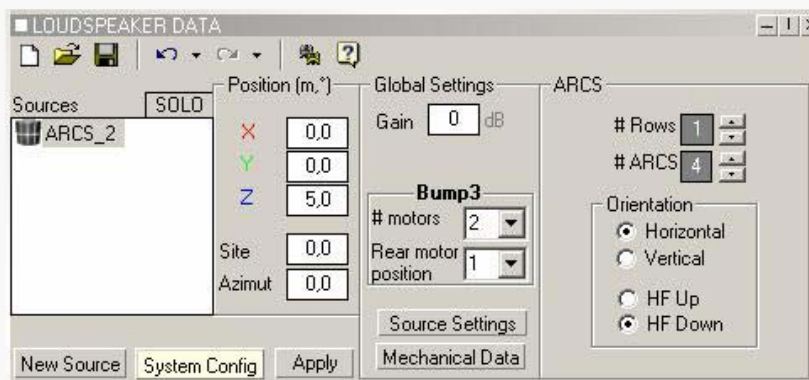 LOUDSPEAKER DATA
Sources
SOLO
ARCS_2
New Source
System Config
Apply
Position (m,°)
X 0,0
Y 0,0
Z 5,0
Site 0,0
Azimut 0,0
Global Settings
Gain 0 dB
Bump3
# motors 2
Rear motor 1
position
Source Settings
Mechanical Data
ARCS
# Rows 1
# ARCS 4
Orientation
Horizontal
Vertical
HF Up
HF Down